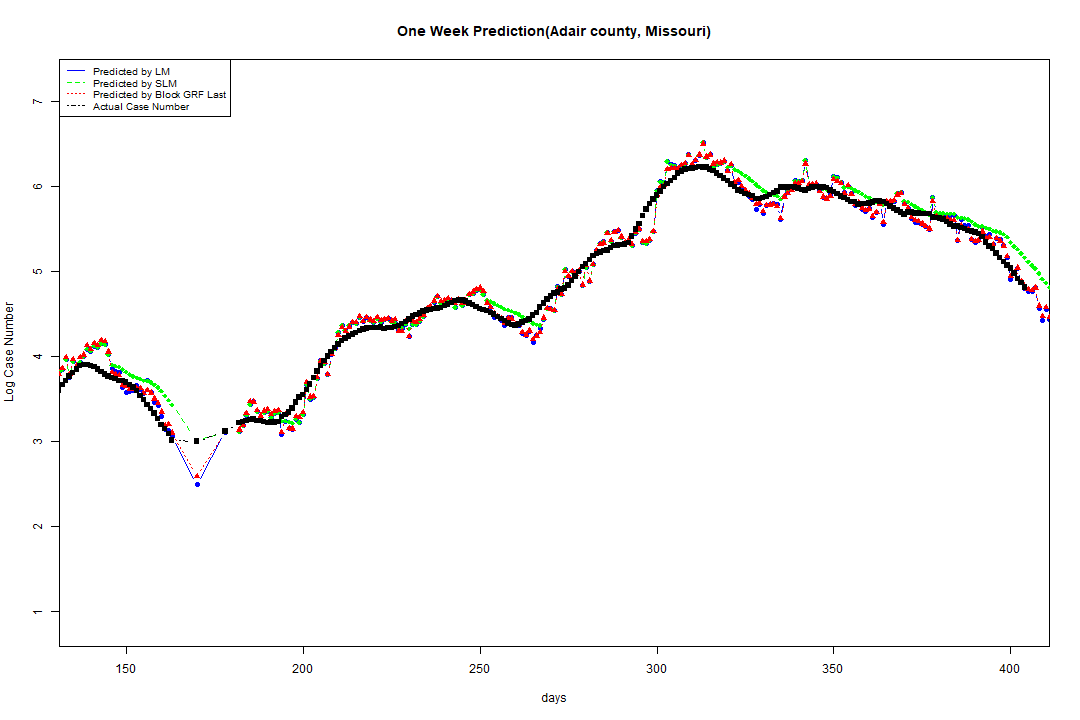 One Week Prediction(Adair county, Missouri)
Predicted by LM
Predicted by SLM
Predicted by Block GRF Last
Actual Case Number
7
6
5
4
3
2
1
Log Case Number
150 200 250 300 350 400
days